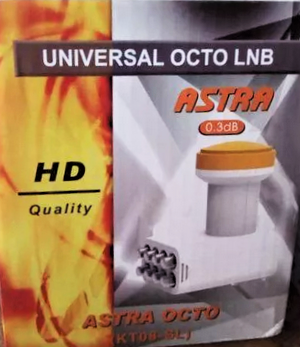 UNIVERSAL OCTO LNB
ASTRA
0.3dB
HD
Quality
ASTRA OCTO